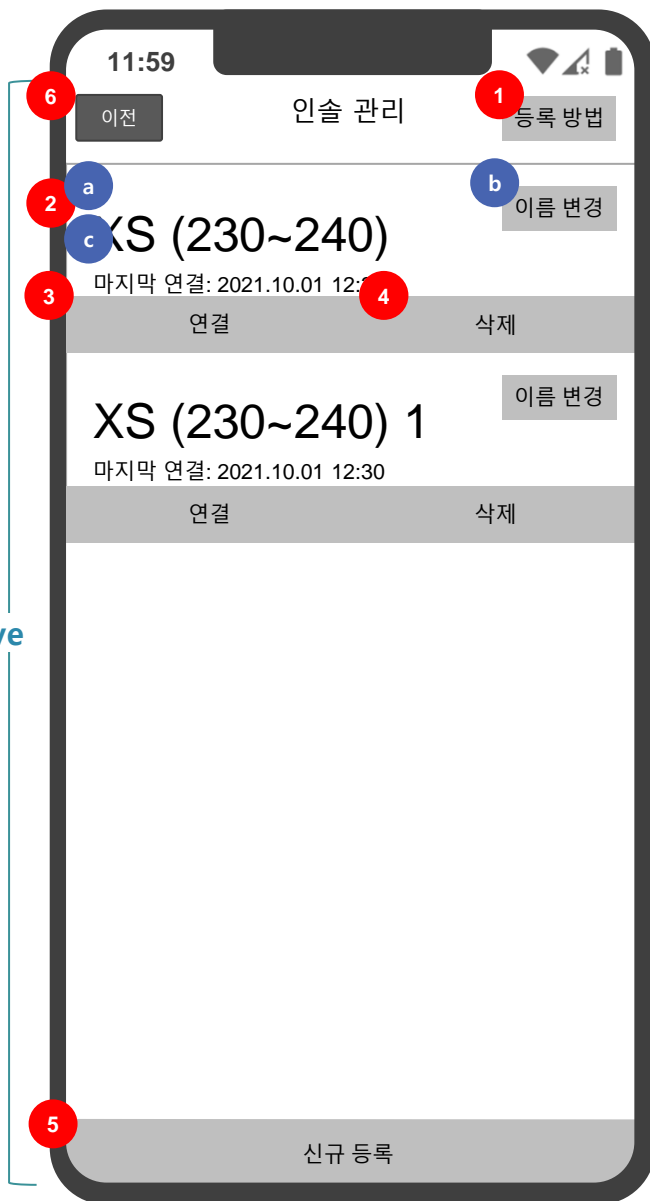 11:59
6
이전
인솔 관리
1
등록 방법
2
a
b
이름 변경
c
XS (230~240)
마지막 연결: 2021.10.01 12:
3
4
연결
삭제
이름 변경
XS (230~240) 1
마지막 연결: 2021.10.01 12:30
연결
삭제
ve
5
신규 등록